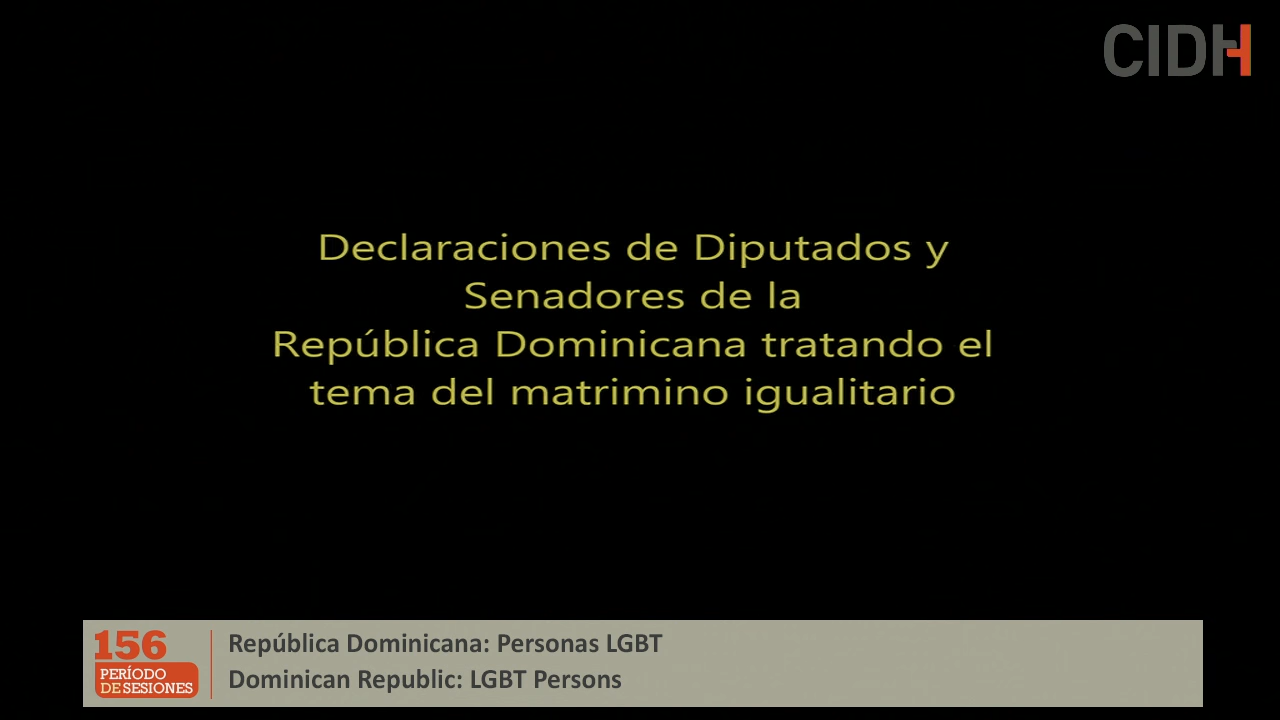 CIDH
Declaraciones de Diputados y
Senadores de la
República Dominicana tratando el
tema del matrimino igualitario
156
PERÍODO
DE SESIONES
República Dominicana: Personas LGBT
Dominican Republic: LGBT Persons